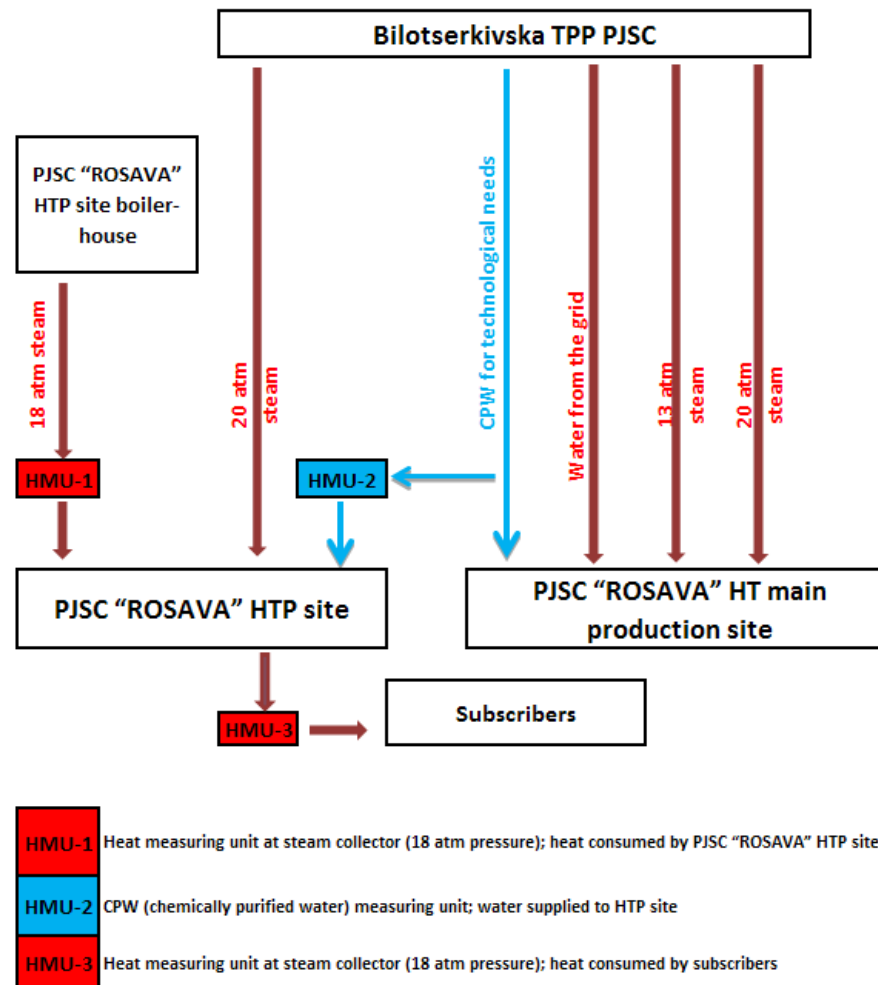 Bilotserkivska TPP PJSC
PJSC “ROSAVA”
HTP site boiler-
house
18 atm steam
20 atm
steam
CPW for technological needs
Water from the grid
13 atm
steam
20 atm
steam
HMU-1
HMU-2
PJSC “ROSAVA” HTP site
PJSC “ROSAVA” HT main
production site
HMU-3
Subscribers
HMU-1 Heat measuring unit at steam collector (18 atm pressure); heat consumed by PJSC “ROSAVA” HTP site
HMU-2 CPW (chemically purified water) measuring unit; water supplied to HTP site
HMU-3 Heat measuring unit at steam collector (18 atm pressure); heat consumed by subscribers